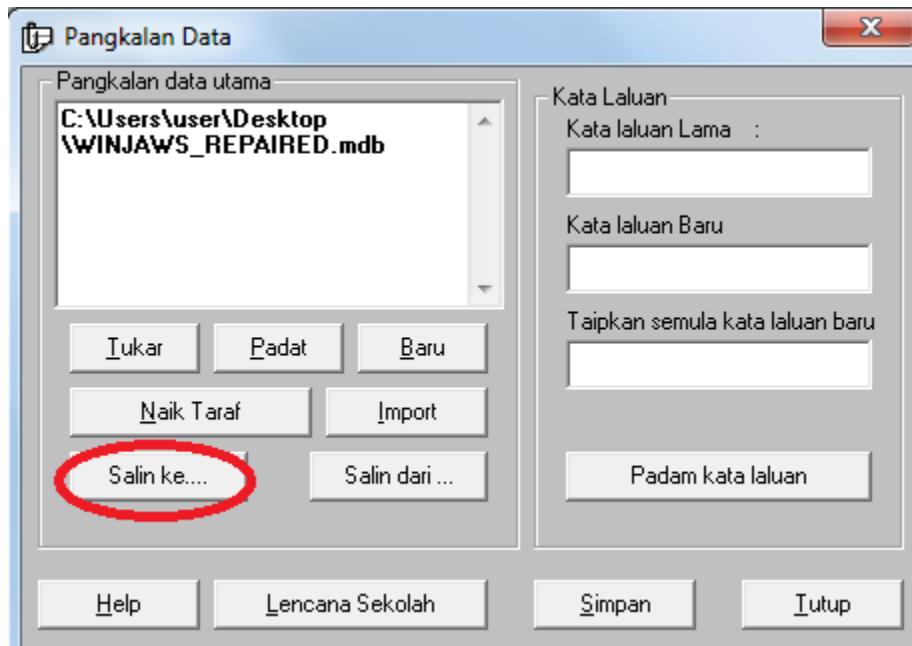 Pangkalan Data
Pangkalan data utama
C:\Users\user\Desktop
\WINJAWS_REPAIRED.mdb
Tukar Padat Baru
Naik Taraf Import
Salin ke.... Salin dari ...
Kata Laluan
Kata laluan Lama :
Kata laluan Baru
Taipkan semula kata laluan baru
Padam kata laluan
Help Lencana Sekolah Simpan Tutup